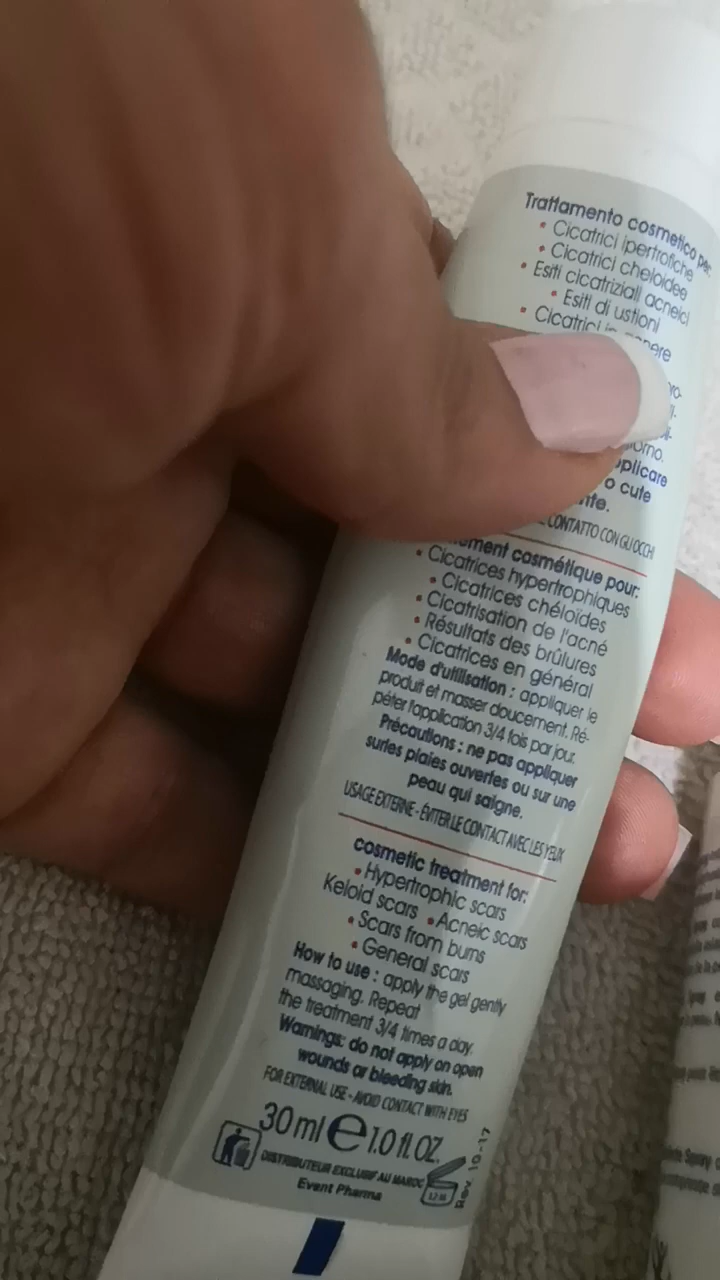 Trattamento cosmetico per:
• Cicatrici ipertrofiche
• Cicatrici cheloidee
• Esiti cicatriziali acneici
• Esiti di ustioni
• Cicatrici in
o cute
CONTATTO CON GLI OCCHI
cosmétique pour:
• Cicatrices hypertrophiques
• Cicatrices chéloïdes
• Cicatrisation de l'acné
• Résultats des brûlures
• Cicatrices en général
Mode d'utilisation : appliquer le
produit et masser doucement. Ré-
péter l'application 3/4 fois par jour.
Précautions : ne pas appliquer
surles plaies ouvertes ou sur une
peau qui saigne.
USAGE EXTERNE - ÉVITER LE CONTACT AVEC LES YEUX
cosmetic treatment for:
• Hypertrophic scars
Keloid scars • Acneic scars
• Scars from burns
• General scars
How to use : apply the gel gently
massaging. Repeat
the treatment 3/4 times a day.
Warnings: do not apply on open
wounds or bleeding skin.
FOR EXTERNAL USE - AVOID CONTACT WITH EYES
30 ml e 1.0 fl. OZ.
DISTRIBUTEUR EXCLUSIF AU MAROC
Event Pharma
12 M
Rev. 10-17